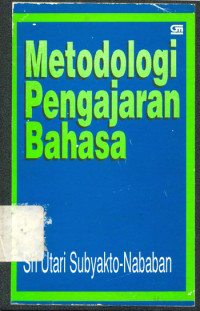 Metodologi
Pengajaran
Bahasa
Sri Utari Subyakto-Nababan